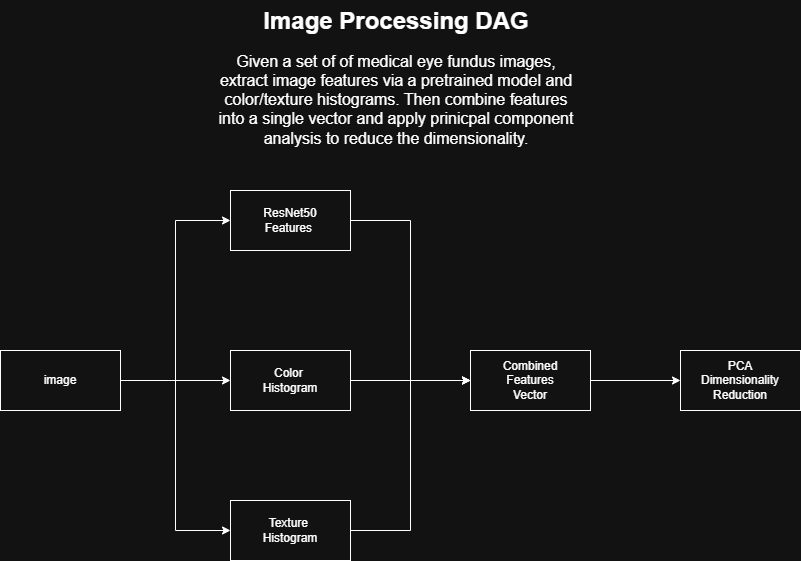 Image Processing DAG
Given a set of of medical eye fundus images,
extract image features via a pretrained model and
color/texture histograms. Then combine features
into a single vector and apply prinicpal component
analysis to reduce the dimensionality.
ResNet50
Features
image
Color
Histogram
Combined
Features
Vector
PCA
Dimensionality
Reduction
Texture
Histogram